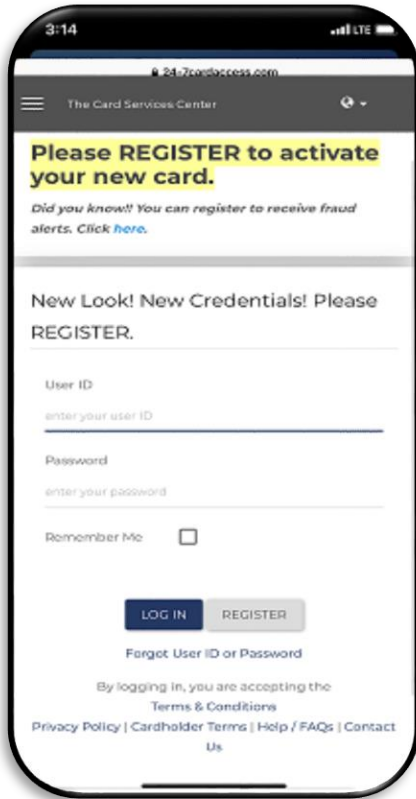 3:14
LTE
24-7cardaccess.com
The Card Services Center
Please REGISTER to activate
your new card.
Did you know!! You can register to receive fraud
alerts. Click here.
New Look! New Credentials! Please
REGISTER.
User ID
enter your user ID
Password
enter your password
Remember Me
LOG IN REGISTER
Forgot User ID or Password
By logging in, you are accepting the
Terms & Conditions
Privacy Policy | Cardholder Terms | Help / FAQs | Contact
Us